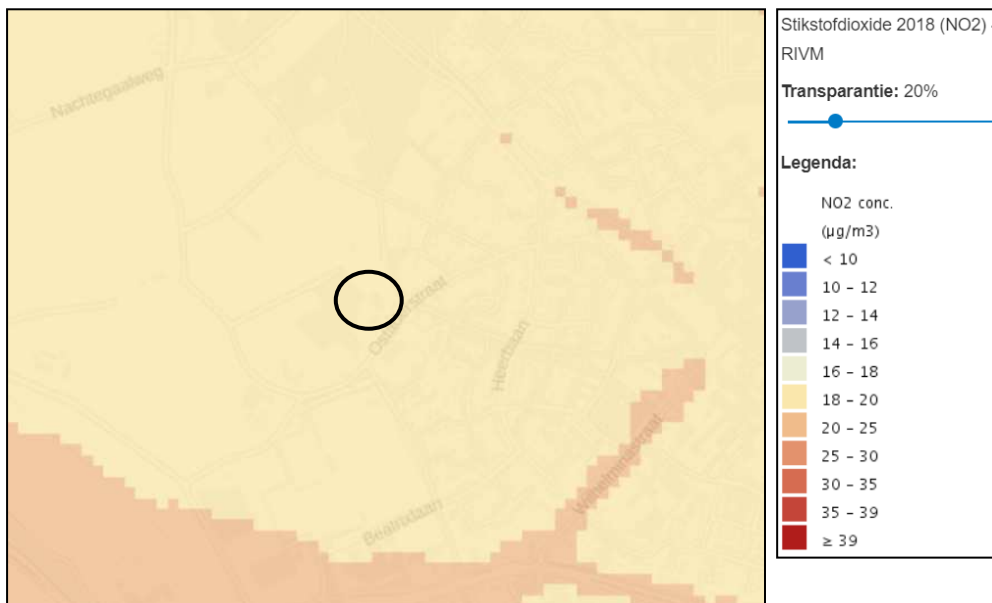 Nachtegaalweg
Heerbaan
Wilhelminastraat
Beatrixlaan
Stikstofdioxide 2018 (NO2)
RIVM
Transparantie: 20%
Legenda:
NO2 conc.
(µg/m3)
< 10
10 - 12
12 - 14
14 - 16
16 - 18
18 - 20
20 - 25
25 - 30
30 - 35
35 - 39
≥ 39